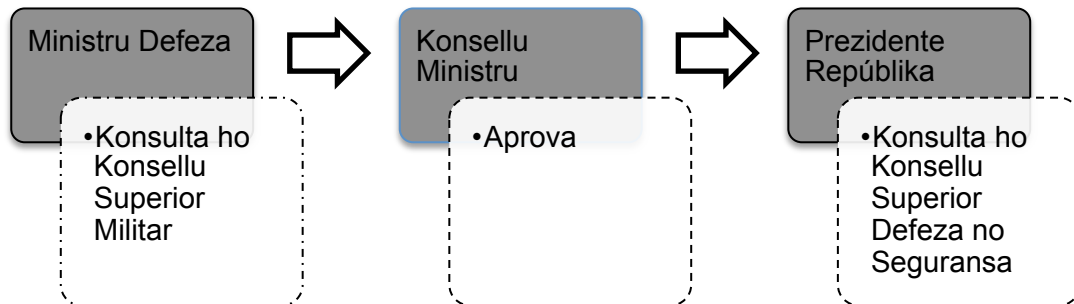 Ministru Defeza
•Konsulta ho
Konsellu
Superior
Militar
Konsellu
Ministru
•Aprova
Prezidente
Repúblika
•Konsulta ho
Konsellu
Superior
Defeza no
Seguransa